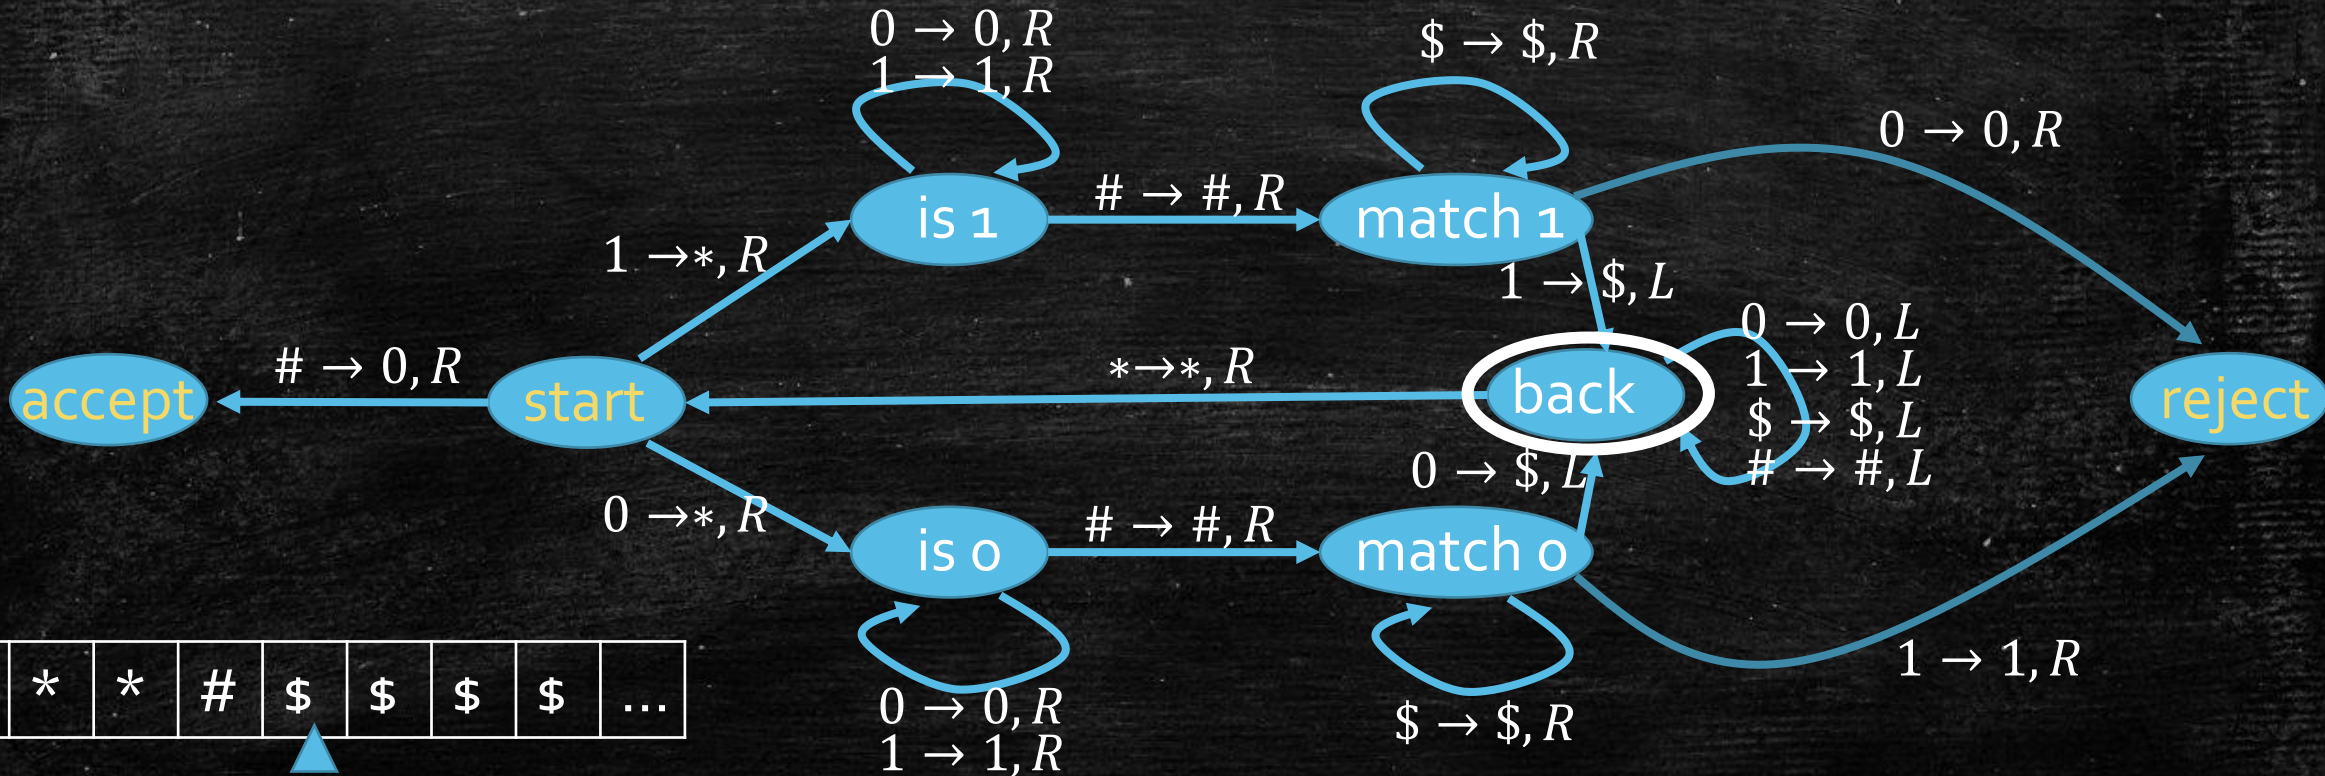 0 → 0, R
1 → 1, R
$ → $, R
0 → 0, R
is 1
# → #, R
match 1
1 →*, R
1 → $, L
accept
# → 0, R
start
*→*, R
back
0 → 0, L
1 → 1, L
$ → $, L
# → #, L
reject
0 → $, L
0 →*, R
is 0
# → #, R
match 0
1 → 1, R
* * # $ $ $ $ ...
0 → 0, R
1 → 1, R
$ → $, R